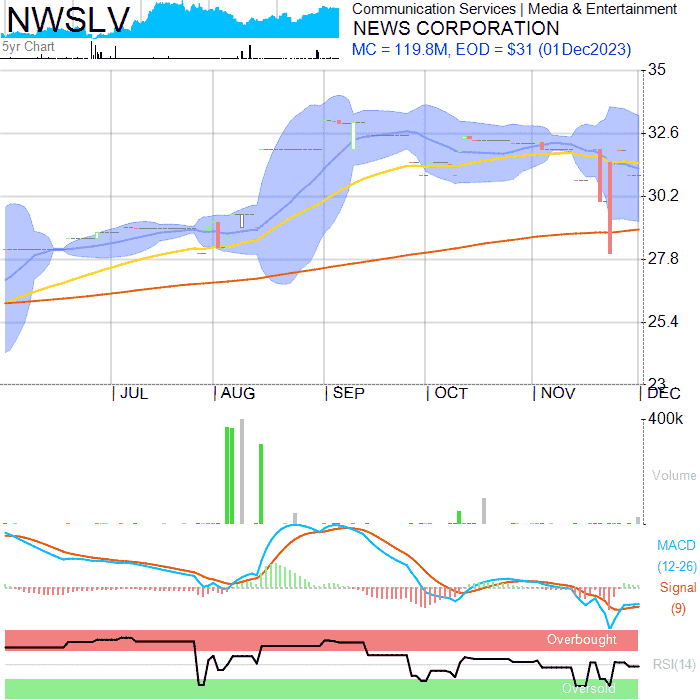 NWSLV
Communication Services | Media & Entertainment
NEWS CORPORATION
5yr Chart
MC = 119.8M, EOD = $31 (01Dec2023)
35
32.6
30.2
27.8
25.4
23
JUL
AUG
SEP
OCT
NOV
DEC
400k
Volume
MACD
(12-26)
Signal
(9)
Overbought
RSI(14)
Oversold